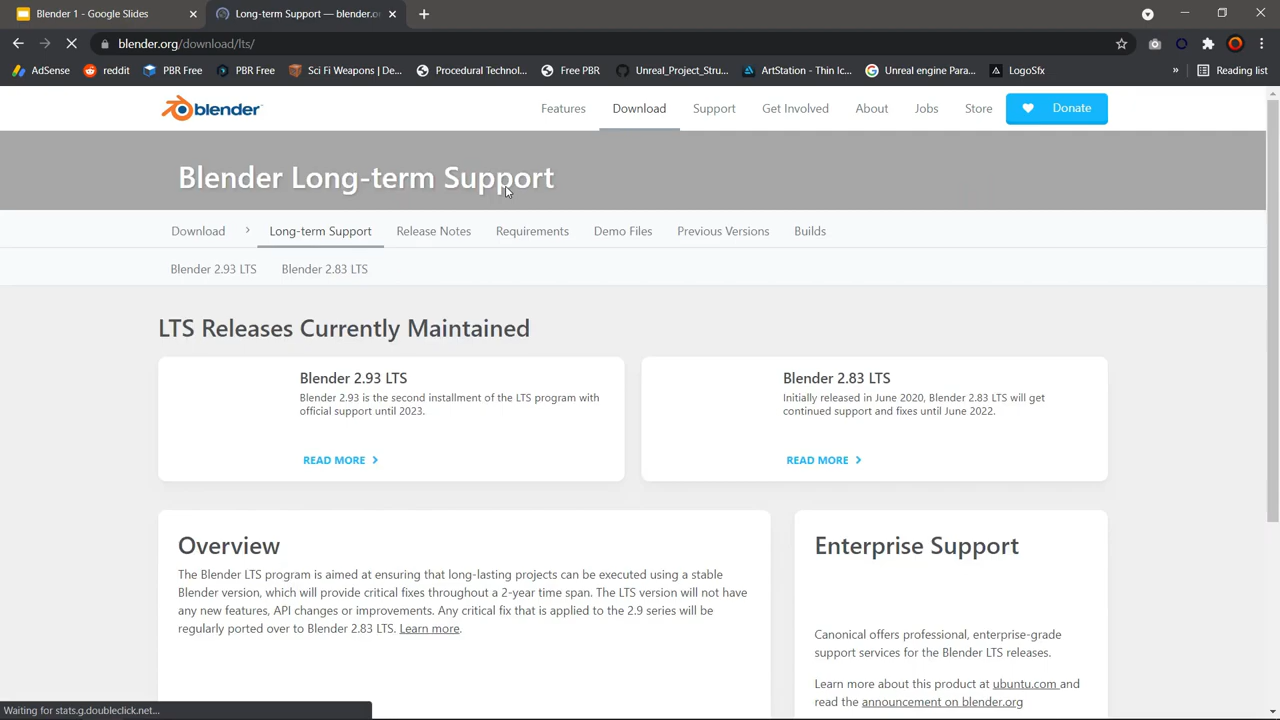 Blender 1 - Google Slides
Long-term Support — blender.or
blender.org/download/lts/
AdSense
reddit
PBR Free
PBR Free
Sci Fi Weapons | De...
Procedural Technol...
Free PBR
Unreal_Project_Stru...
ArtStation - Thin Ic...
Unreal engine Para...
LogoSfx
»
Reading list
blender
Features
Download
Support
Get Involved
About
Jobs
Store
Donate
Blender Long-term Support
Download
Long-term Support
Release Notes
Requirements
Demo Files
Previous Versions
Builds
Blender 2.93 LTS
Blender 2.83 LTS
LTS Releases Currently Maintained
Blender 2.93 LTS
Blender 2.93 is the second installment of the LTS program with
official support until 2023.
READ MORE
Blender 2.83 LTS
Initially released in June 2020, Blender 2.83 LTS will get
continued support and fixes until June 2022.
READ MORE
Overview
The Blender LTS program is aimed at ensuring that long-lasting projects can be executed using a stable
Blender version, which will provide critical fixes throughout a 2-year time span. The LTS version will not have
any new features, API changes or improvements. Any critical fix that is applied to the 2.9 series will be
regularly ported over to Blender 2.83 LTS. Learn more.
Enterprise Support
Canonical offers professional, enterprise-grade
support services for the Blender LTS releases.
Learn more about this product at ubuntu.com and
read the announcement on blender.org
Waiting for stats.g.doubleclick.net...